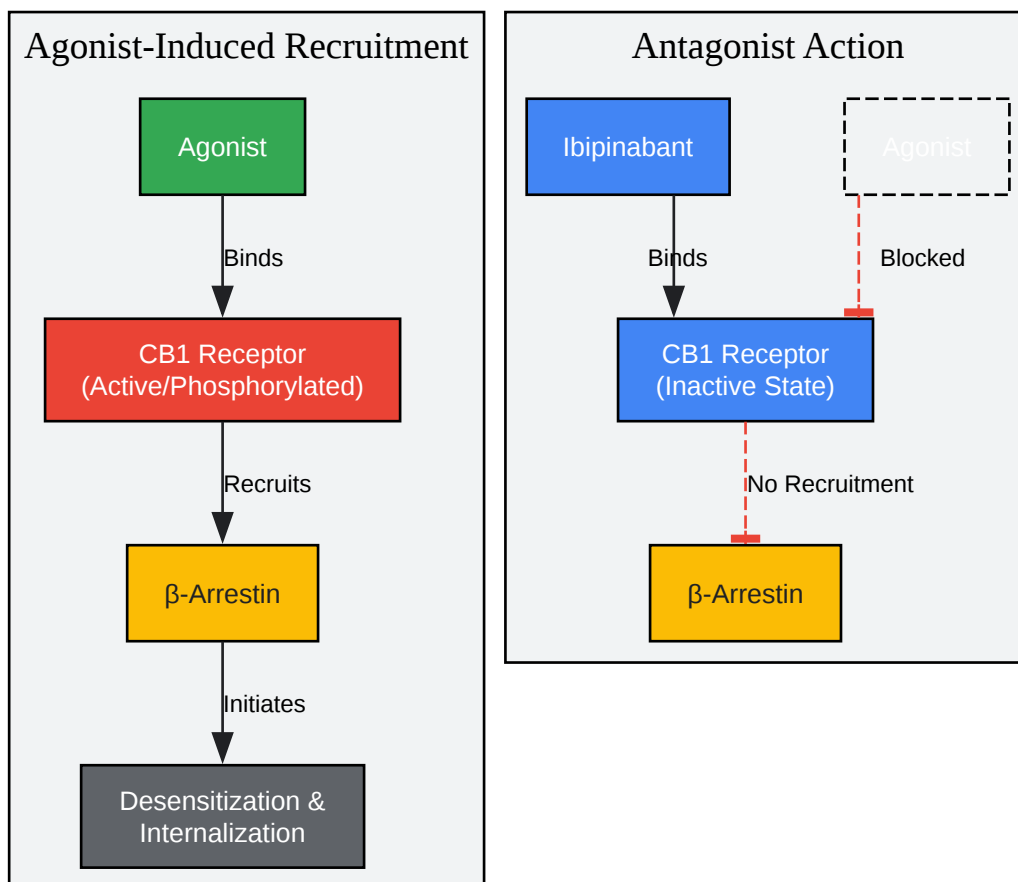 Agonist-Induced Recruitment
Agonist
Binds
CB1 Receptor
(Active/Phosphorylated)
Recruits
β-Arrestin
Initiates
Desensitization &
Internalization
Antagonist Action
Ibipinabant
Agonist
Binds
Blocked
CB1 Receptor
(Inactive State)
No Recruitment
β-Arrestin